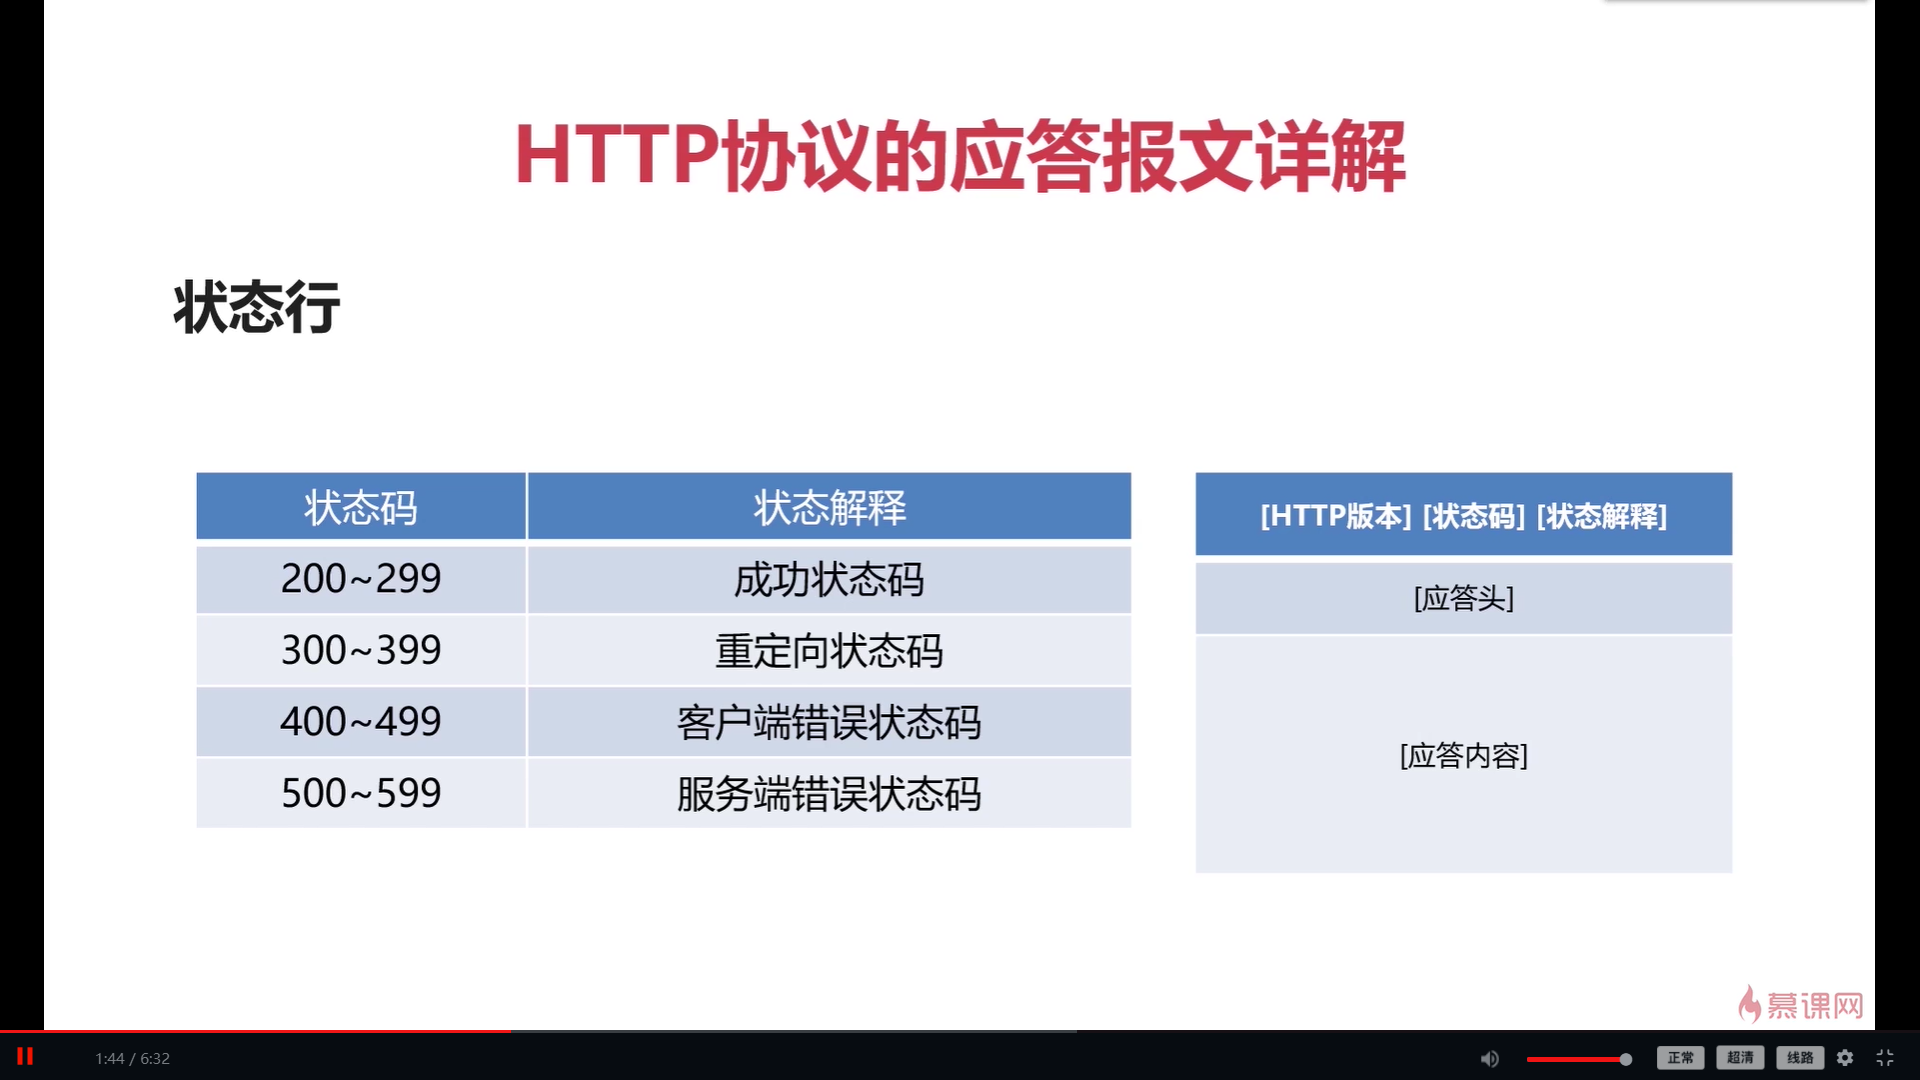 HTTP协议的应答报文详解
状态行
状态码 状态解释
200~299 成功状态码
300~399 重定向状态码
400~499 客户端错误状态码
500~599 服务端错误状态码
[HTTP版本] [状态码] [状态解释]
[应答头]
[应答内容]
慕课网
1:44 / 6:32
正常 超清 线路